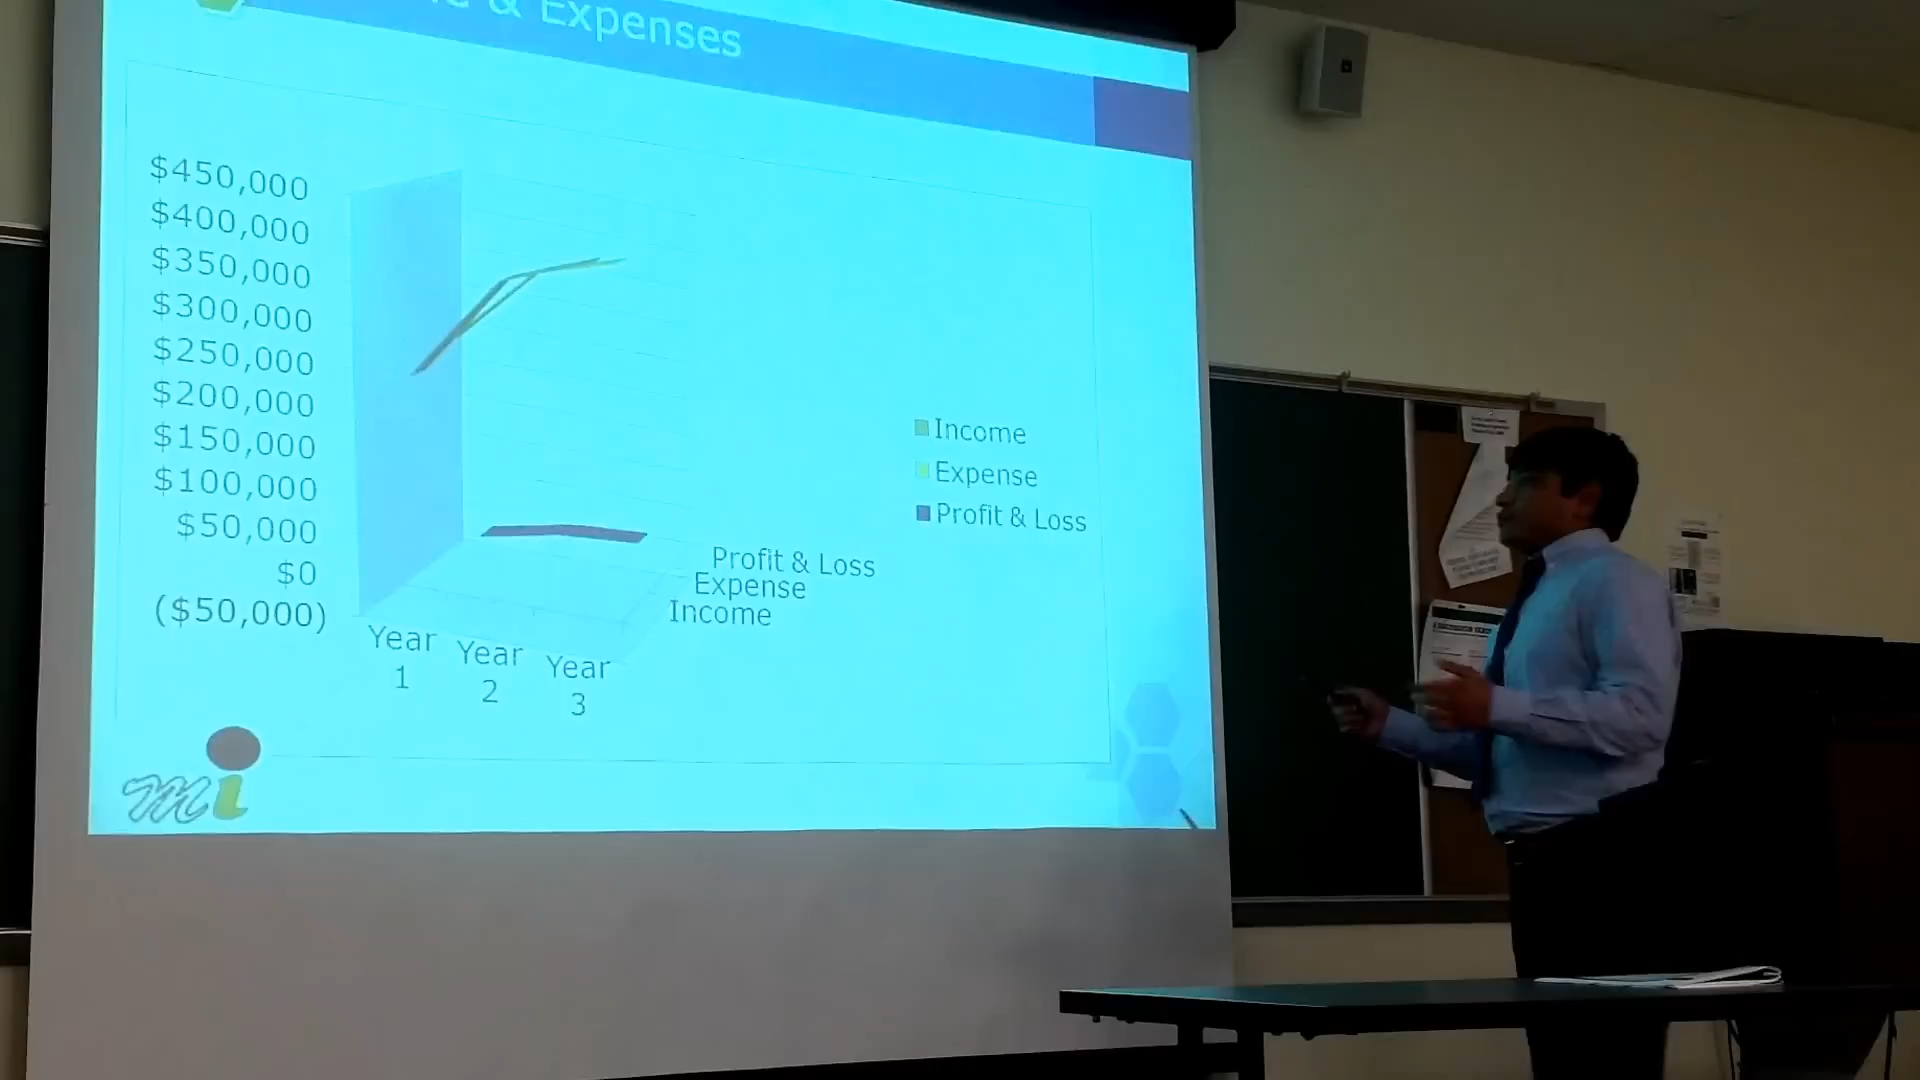 & Expenses
$450,000
$400,000
$350,000
$300,000
$250,000
$200,000
$150,000
$100,000
$50,000
$0
($50,000)
Year 1
Year 2
Year 3
Profit & Loss
Expense
Income
Income
Expense
Profit & Loss
mi